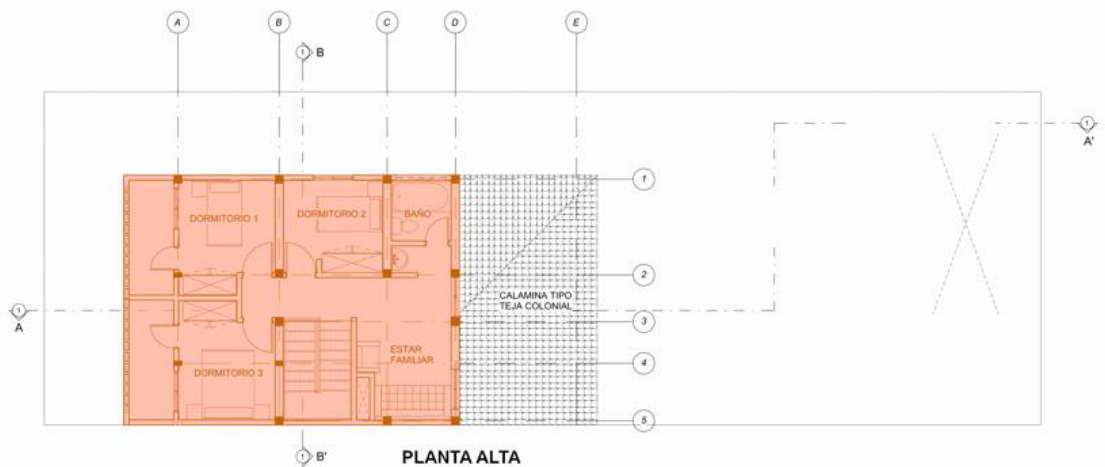 A
B
C
D
E
1
B
1
A'
1
DORMITORIO 1
DORMITORIO 2
BAÑO
2
CALAMINA TIPO
TEJA COLONIAL
1
A
3
ESTAR
FAMILIAR
4
DORMITORIO 3
5
1
B'
PLANTA ALTA